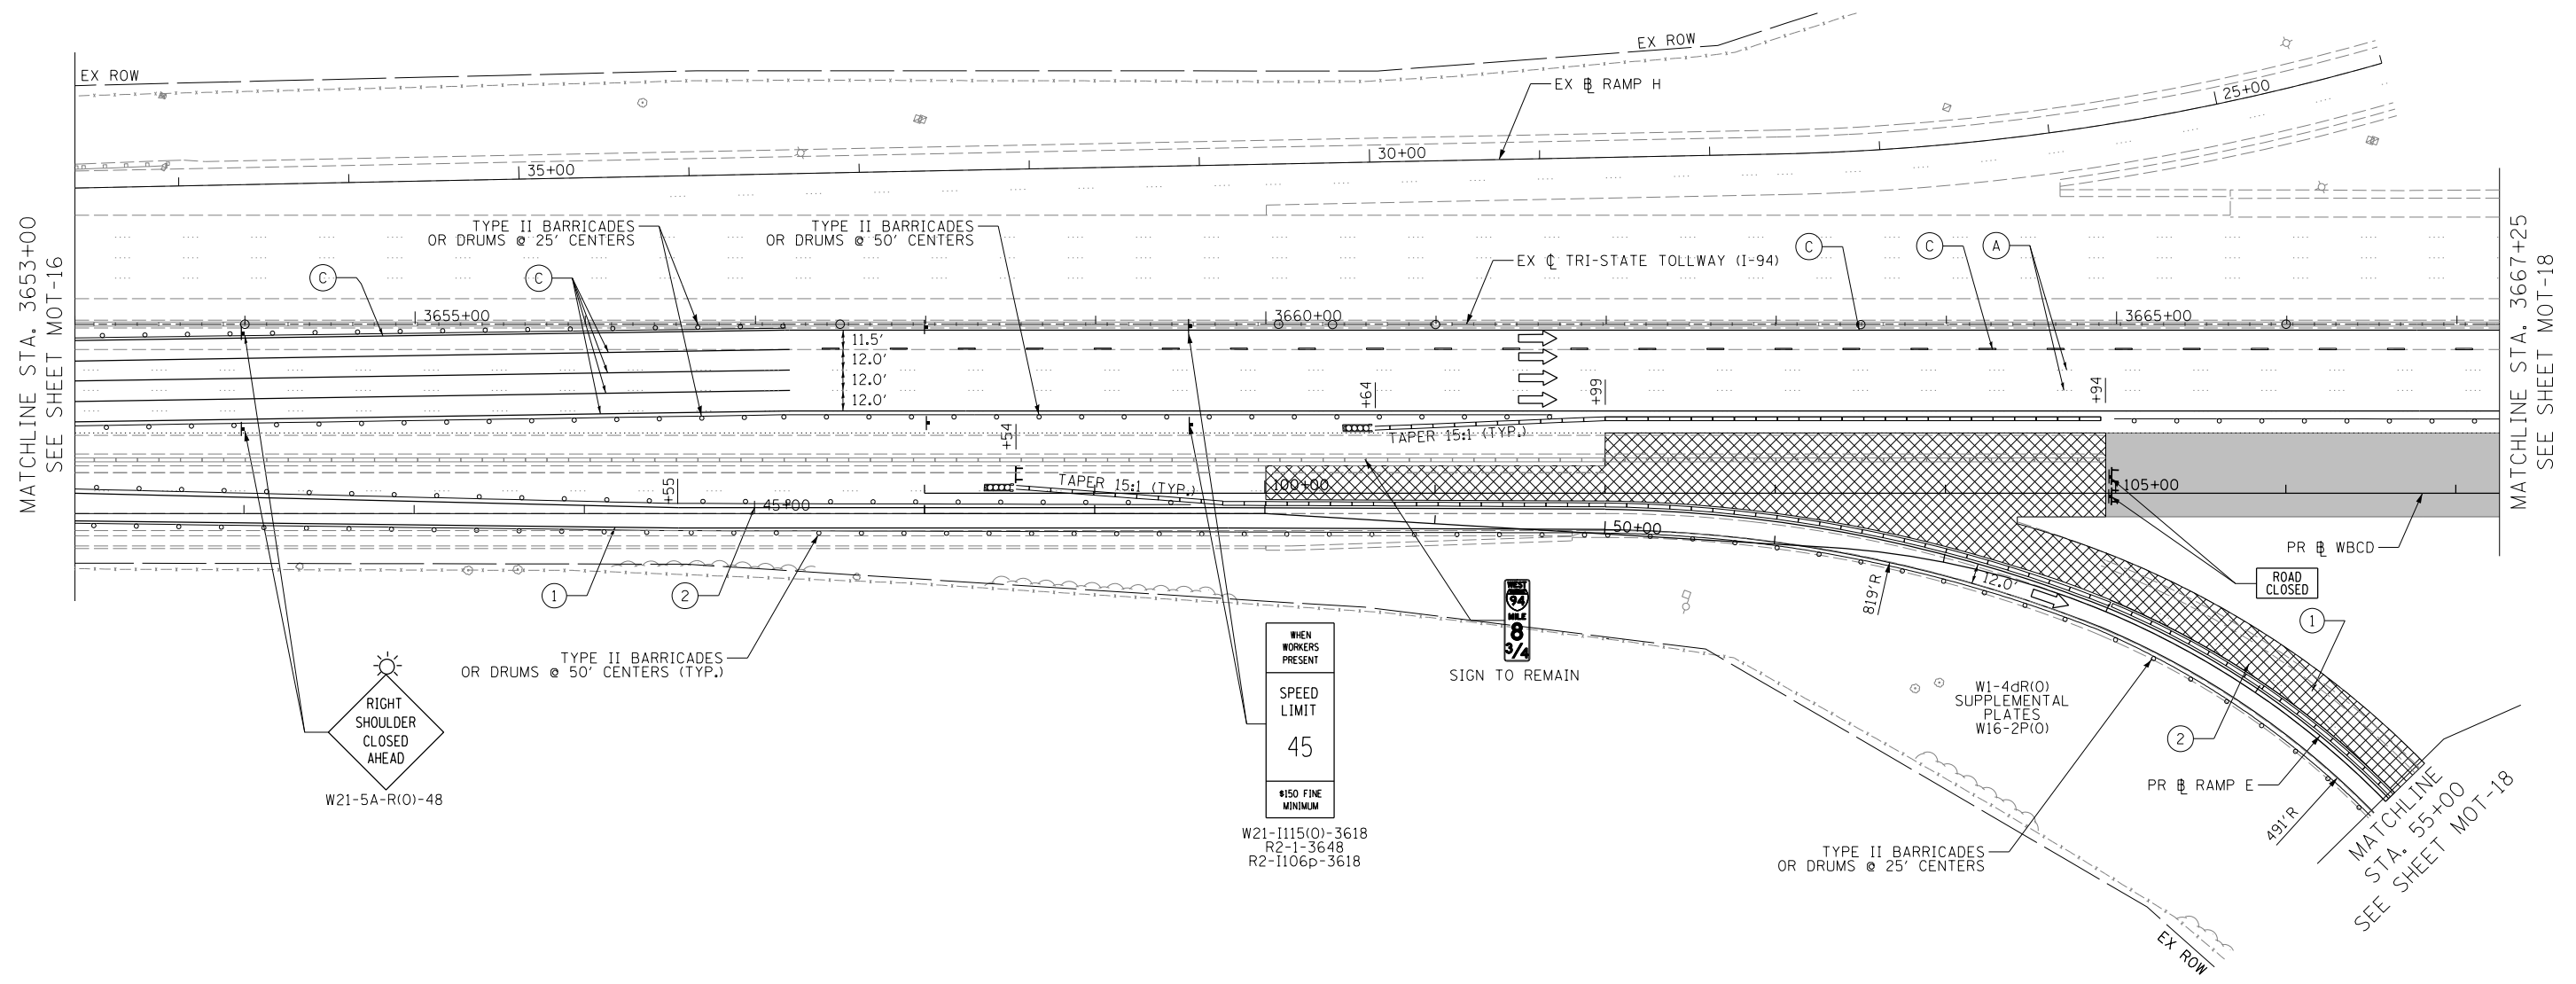 EX ROW
EX ROW
EX ℄ RAMP H
25+00
30+00
35+00
MATCHLINE STA. 3653+00
SEE SHEET MOT-16
TYPE II BARRICADES
OR DRUMS @ 25' CENTERS
TYPE II BARRICADES
OR DRUMS @ 50' CENTERS
C
C
EX ℄ TRI-STATE TOLLWAY (I-94)
C
C
A
MATCHLINE STA. 3667+25
SEE SHEET MOT-18
3655+00
3660+00
3665+00
11.5'
12.0'
12.0'
12.0'
+64
+99
+94
+54
+55
TAPER 15:1 (TYP.)
TAPER 15:1 (TYP.)
100+00
105+00
45+00
50+00
PR ℄ WBCD
ROAD
CLOSED
1
2
12.0'
819'R
1
WEST
94
MILE
8
3/4
SIGN TO REMAIN
TYPE II BARRICADES
OR DRUMS @ 50' CENTERS (TYP.)
WHEN
WORKERS
PRESENT
SPEED
LIMIT
45
$150 FINE
MINIMUM
W21-I115(O)-3618
R2-1-3648
R2-I106p-3618
RIGHT
SHOULDER
CLOSED
AHEAD
W21-5A-R(O)-48
W1-4dR(O)
SUPPLEMENTAL
PLATES
W16-2P(O)
2
PR ℄ RAMP E
491'R
TYPE II BARRICADES
OR DRUMS @ 25' CENTERS
MATCHLINE
STA. 55+00
SEE SHEET MOT-18
EX ROW